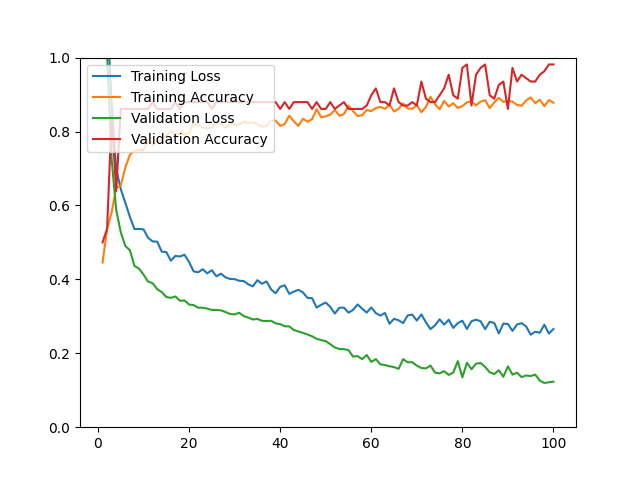 1.0
0.8
0.6
0.4
0.2
0.0
Training Loss
Training Accuracy
Validation Loss
Validation Accuracy
0 20 40 60 80 100